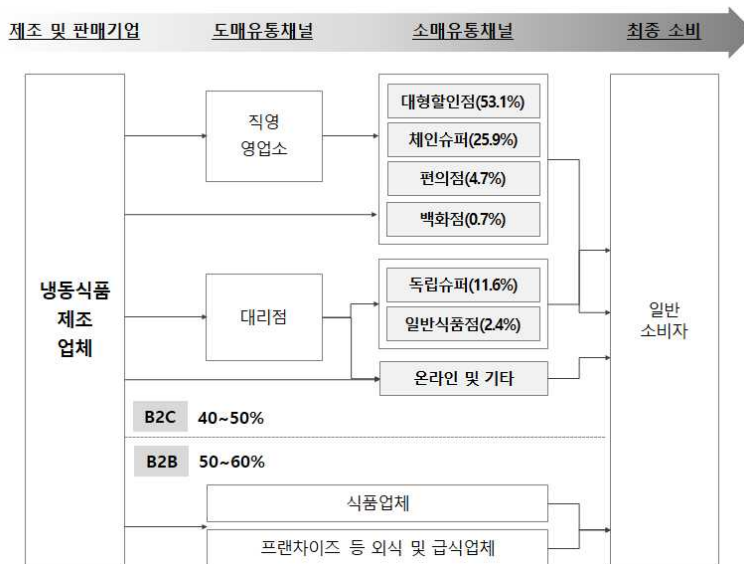 제조 및 판매기업
도매유통채널
소매유통채널
최종 소비
직영
영업소
대형할인점(53.1%)
체인슈퍼(25.9%)
편의점(4.7%)
백화점(0.7%)
냉동식품
제조
업체
대리점
독립슈퍼(11.6%)
일반식품점(2.4%)
온라인 및 기타
일반
소비자
B2C 40~50%
B2B 50~60%
식품업체
프랜차이즈 등 외식 및 급식업체